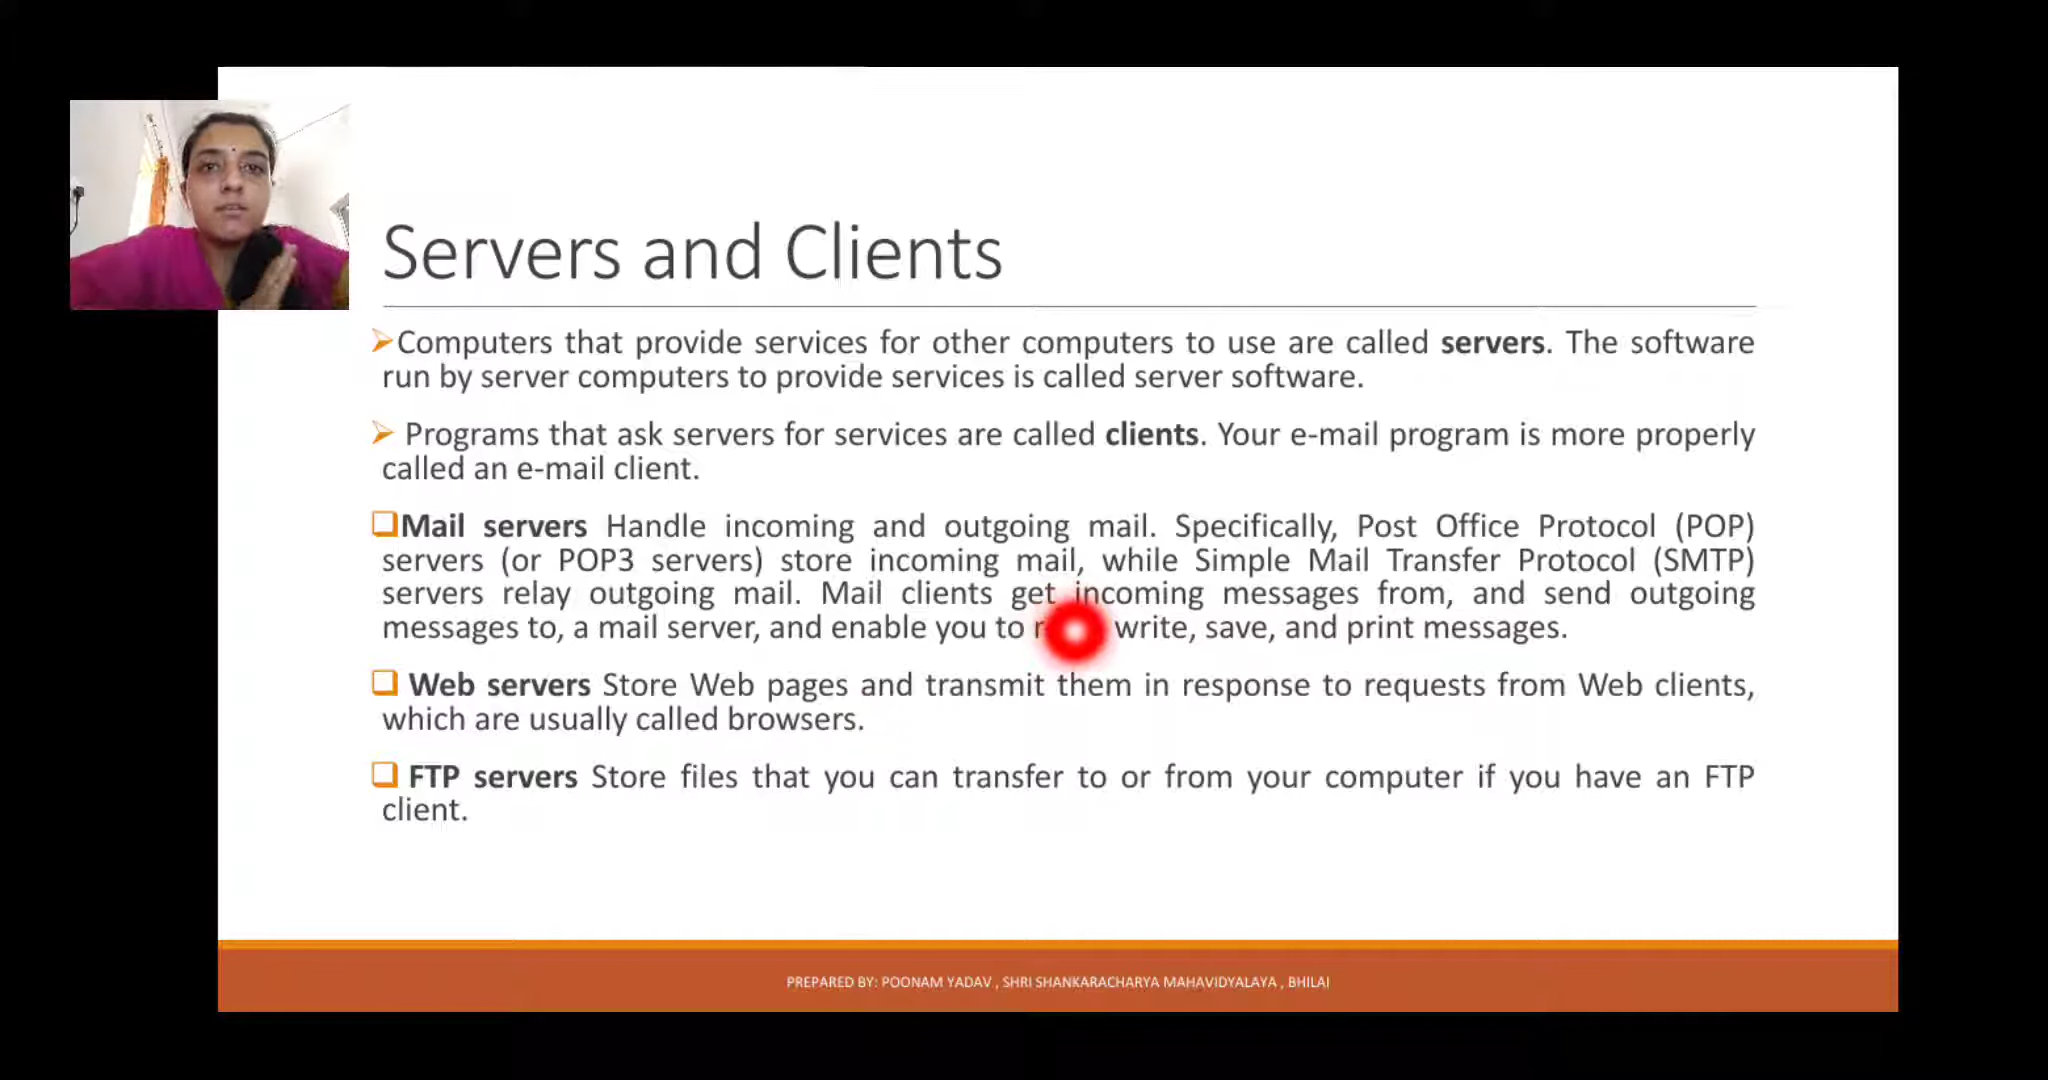 Servers and Clients
Computers that provide services for other computers to use are called servers. The software
run by server computers to provide services is called server software.
Programs that ask servers for services are called clients. Your e-mail program is more properly
called an e-mail client.
Mail servers Handle incoming and outgoing mail. Specifically, Post Office Protocol (POP)
servers (or POP3 servers) store incoming mail, while Simple Mail Transfer Protocol (SMTP)
servers relay outgoing mail. Mail clients get incoming messages from, and send outgoing
messages to, a mail server, and enable you to write, save, and print messages.
Web servers Store Web pages and transmit them in response to requests from Web clients,
which are usually called browsers.
FTP servers Store files that you can transfer to or from your computer if you have an FTP
client.
PREPARED BY: POONAM YADAV , SHRI SHANKARACHARYA MAHAVIDYALAYA , BHILAI